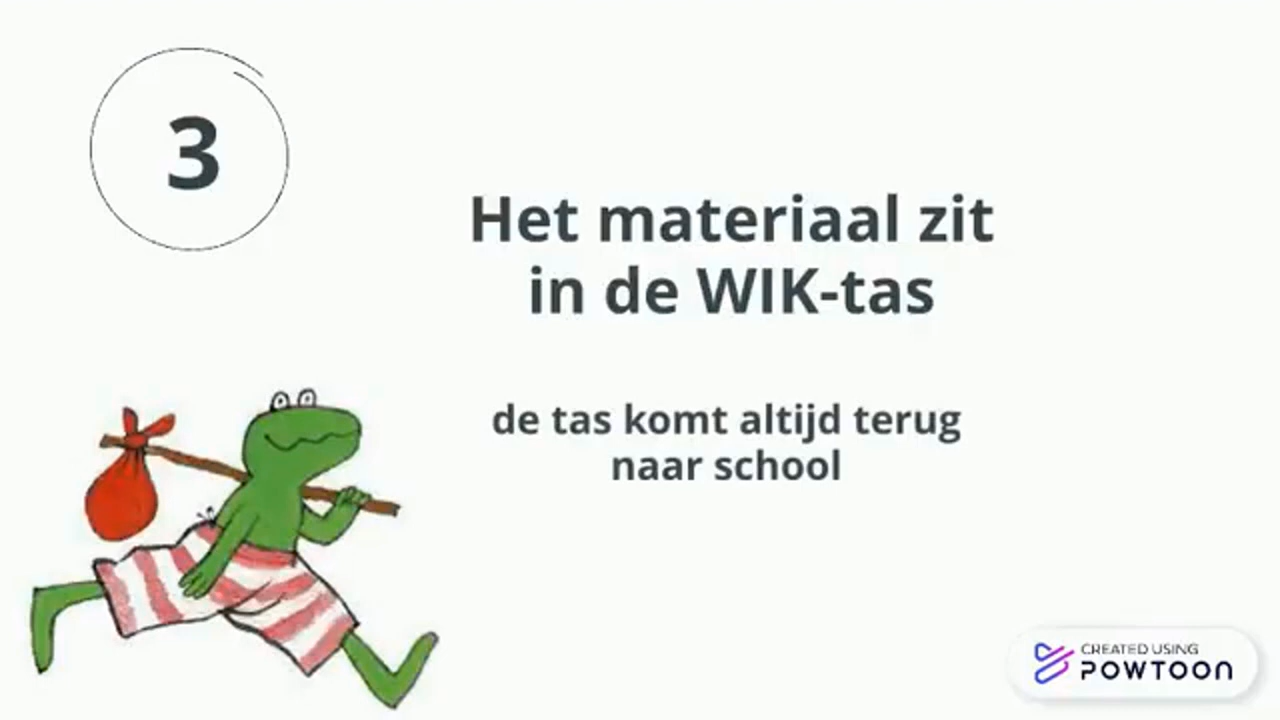 3
Het materiaal zit
in de WIK-tas
de tas komt altijd terug
naar school
CREATED USING
POWTOON